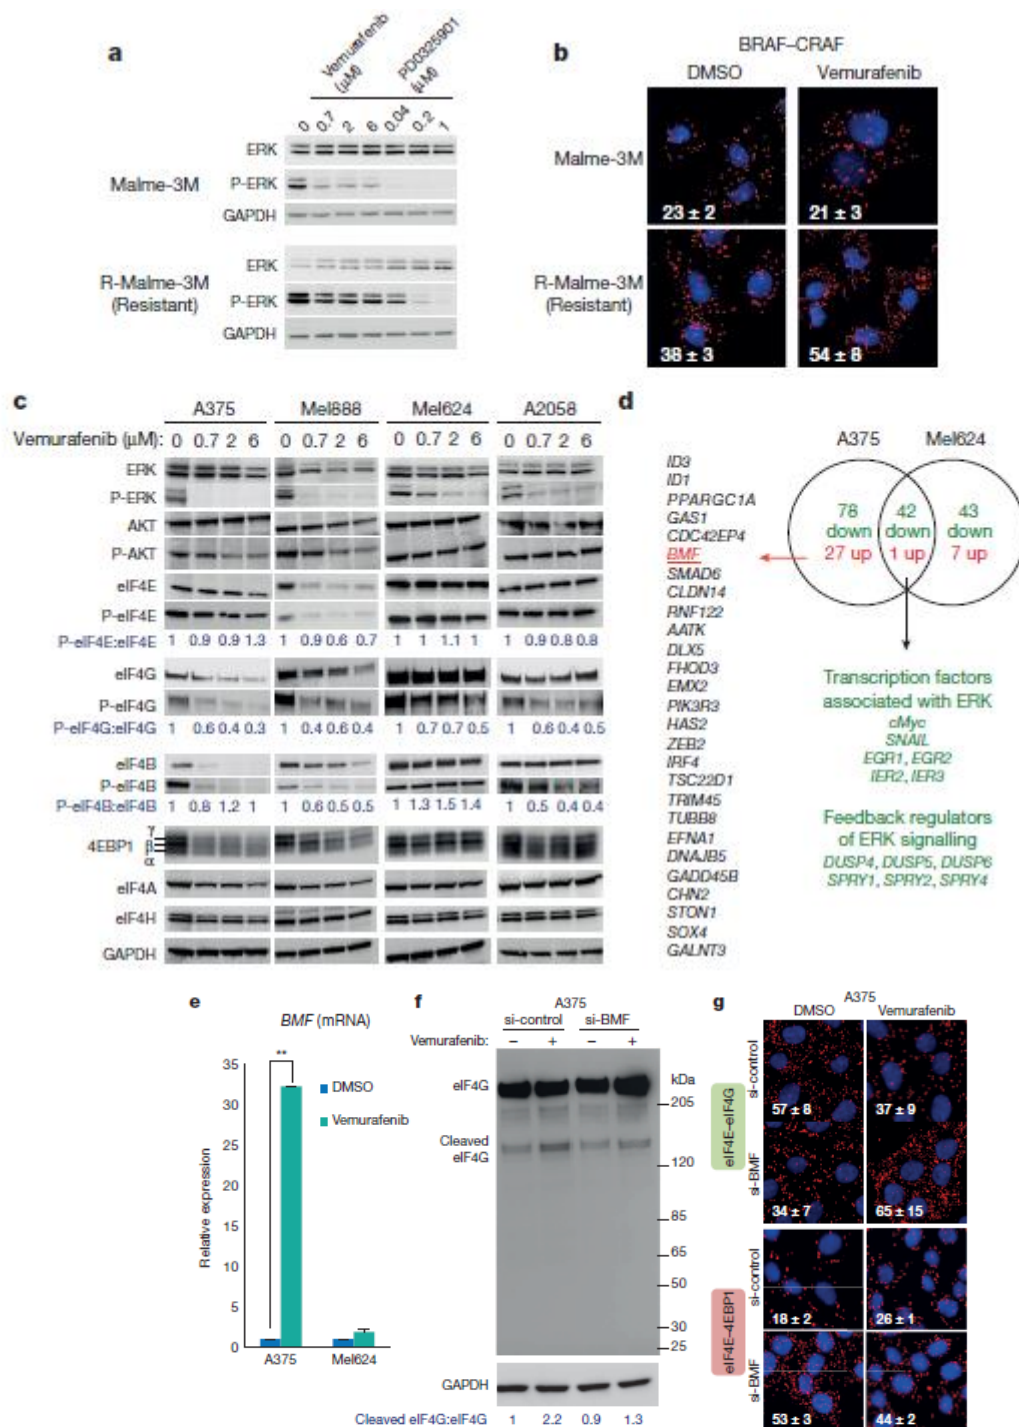 a
Vemurafenib (µM)
PD0325901 (µM)
0 0.7 2 6 0.04 0.2 1
ERK
Malme-3M P-ERK
GAPDH
ERK
R-Malme-3M (Resistant) P-ERK
GAPDH
b
BRAF–CRAF
DMSO Vemurafenib
Malme-3M
23 ± 2 21 ± 3
R-Malme-3M (Resistant)
38 ± 3 54 ± 8
c
A375 Mel888 Mel624 A2058
Vemurafenib (µM): 0 0.7 2 6 0 0.7 2 6 0 0.7 2 6 0 0.7 2 6
ERK
P-ERK
AKT
P-AKT
eIF4E
P-eIF4E
P-eIF4E:eIF4E 1 0.9 0.9 1.3 1 0.9 0.6 0.7 1 1 1.1 1 1 0.9 0.8 0.8
eIF4G
P-eIF4G
P-eIF4G:eIF4G 1 0.6 0.4 0.3 1 0.4 0.6 0.4 1 0.7 0.7 0.5 1 0.6 0.4 0.5
eIF4B
P-eIF4B
P-eIF4B:eIF4B 1 0.8 1.2 1 1 0.6 0.5 0.5 1 1.3 1.5 1.4 1 0.5 0.4 0.4
γ
4EBP1 β
α
eIF4A
eIF4H
GAPDH
d
A375 Mel624
78 down 27 up
42 down 1 up
43 down 7 up
ID3
ID1
PPARGC1A
GAS1
CDC42EP4
BMF
SMAD6
CLDN14
RNF122
AATK
DLX5
FHOD3
EMX2
PIK3R3
HAS2
ZEB2
IRF4
TSC22D1
TRIM45
TUBB8
EFNA1
DNAJB5
GADD45B
CHN2
STON1
SOX4
GALNT3
Transcription factors
associated with ERK
cMyc
SNAIL
EGR1, EGR2
IER2, IER3
Feedback regulators
of ERK signalling
DUSP4, DUSP5, DUSP6
SPRY1, SPRY2, SPRY4
e
BMF (mRNA)
Relative expression
35
30
25
20
15
10
5
0
**
DMSO
Vemurafenib
A375 Mel624
f
A375
si-control si-BMF
Vemurafenib: – + – +
eIF4G
Cleaved
eIF4G
kDa
205
120
85
65
50
30
25
GAPDH
Cleaved eIF4G:eIF4G 1 2.2 0.9 1.3
g
A375
DMSO Vemurafenib
eIF4E–eIF4G
si-control
57 ± 8 37 ± 9
si-BMF
34 ± 7 65 ± 15
eIF4E–4EBP1
si-control
18 ± 2 26 ± 1
si-BMF
53 ± 3 44 ± 2